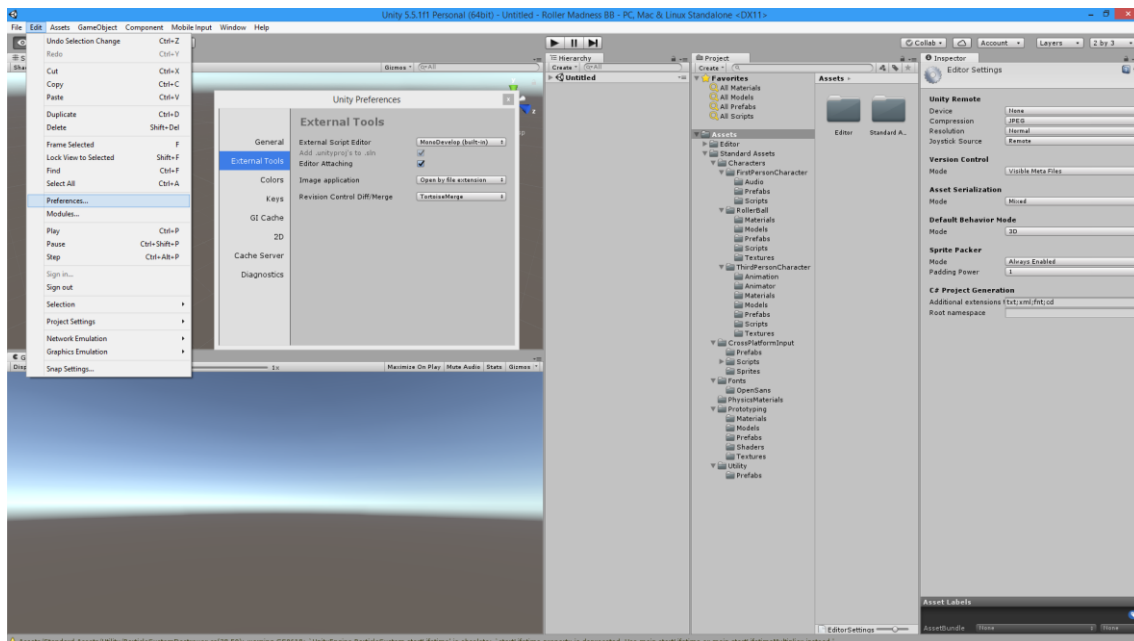 Unity 5.5.1f1 Personal (64bit) - Untitled - Roller Madness BB - PC, Mac & Linux Standalone <DX11>
File Edit Assets GameObject Component Mobile Input Window Help
Collab
Account
Layers
2 by 3
Undo Selection Change Ctrl+Z
Redo Ctrl+Y
Cut Ctrl+X
Copy Ctrl+C
Paste Ctrl+V
Duplicate Ctrl+D
Delete Shift+Del
Frame Selected F
Lock View to Selected Shift+F
Find Ctrl+F
Select All Ctrl+A
Preferences...
Modules...
Play Ctrl+P
Pause Ctrl+Shift+P
Step Ctrl+Alt+P
Sign in...
Sign out
Selection
Project Settings
Network Emulation
Graphics Emulation
Snap Settings...
Gizmos
Unity Preferences
General
External Tools
Colors
Keys
GI Cache
2D
Cache Server
Diagnostics
External Tools
External Script Editor MonoDevelop (built-in)
Add .unityproj's to .sln
Editor Attaching
Image application Open by file extension
Revision Control Diff/Merge TortoiseMerge
1x
Maximize On Play Mute Audio Stats Gizmos
Hierarchy
Create
Untitled
Project
Create
Favorites
All Materials
All Models
All Prefabs
All Scripts
Assets
Editor
Standard Assets
Characters
FirstPersonCharacter
Audio
Prefabs
Scripts
RollerBall
Materials
Models
Prefabs
Scripts
Textures
ThirdPersonCharacter
Animation
Animator
Materials
Models
Prefabs
Scripts
Textures
CrossPlatformInput
Prefabs
Scripts
Sprites
Fonts
OpenSans
PhysicsMaterials
Prototyping
Materials
Models
Prefabs
Shaders
Textures
Utility
Prefabs
Assets
Editor
Standard A...
EditorSettings
Inspector
Editor Settings
Unity Remote
Device None
Compression JPEG
Resolution Normal
Joystick Source Remote
Version Control
Mode Visible Meta Files
Asset Serialization
Mode Mixed
Default Behavior Mode
Mode 3D
Sprite Packer
Mode Always Enabled
Padding Power 1
C# Project Generation
Additional extensions txt;xml;fnt;cd
Root namespace
Asset Labels
AssetBundle None None